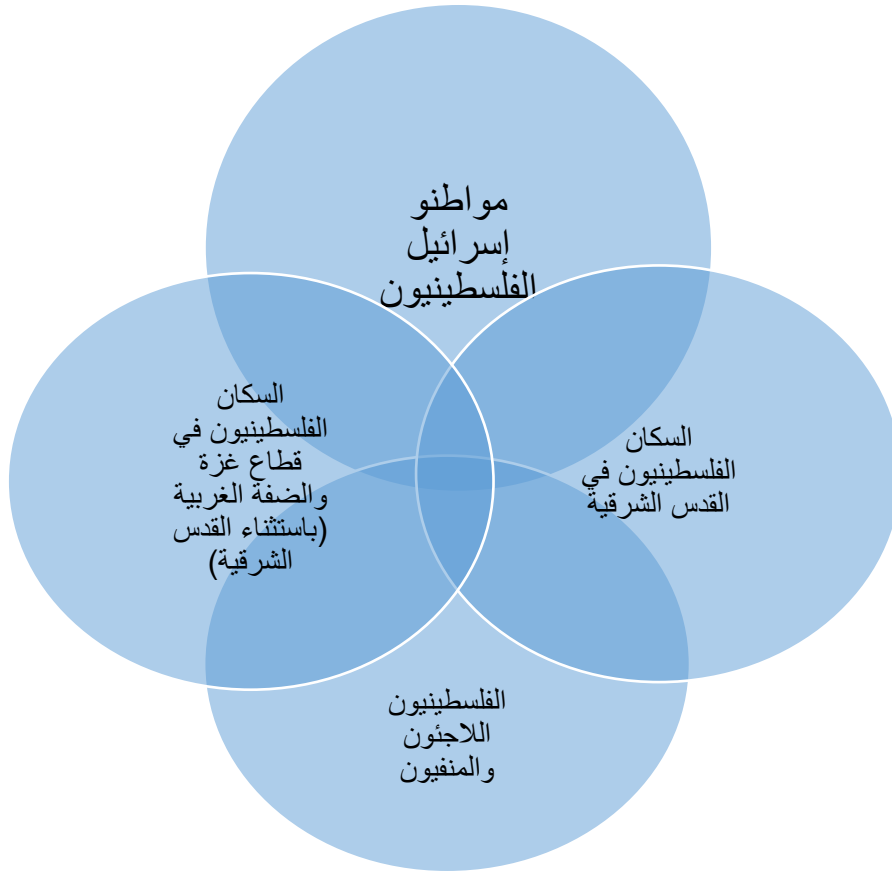 مواطنو
إسرائيل
الفلسطينيون
السكان
الفلسطينيون في
القدس الشرقية
السكان
الفلسطينيون في
قطاع غزة
والضفة الغربية
(باستثناء القدس
الشرقية)
الفلسطينيون
اللاجئون
والمنفيون